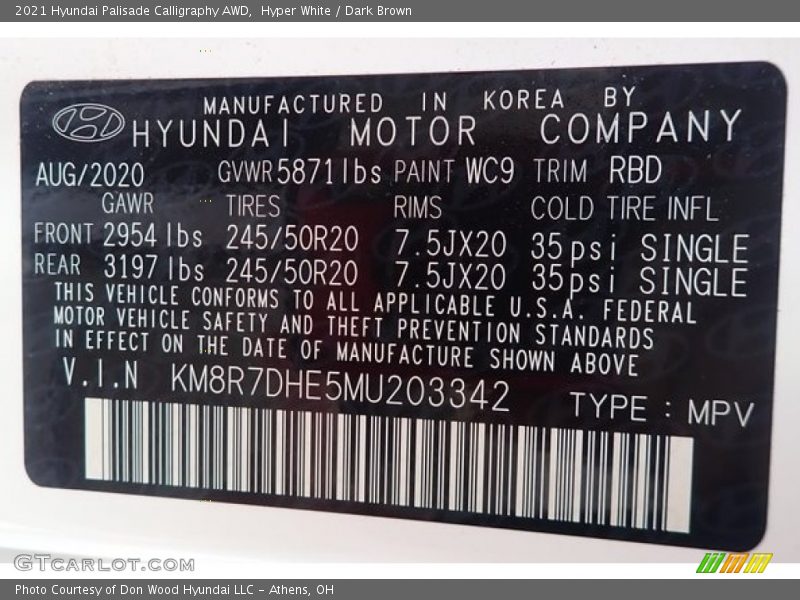 2021 Hyundai Palisade Calligraphy AWD,  Hyper White / Dark Brown
MANUFACTURED IN KOREA BY
HYUNDAI MOTOR COMPANY
AUG/2020 GVWR 5871lbs PAINT WC9 TRIM RBD
GAWR TIRES RIMS COLD TIRE INFL
FRONT 2954 lbs 245/50R20 7.5JX20 35psi SINGLE
REAR 3197 lbs 245/50R20 7.5JX20 35psi SINGLE
THIS VEHICLE CONFORMS TO ALL APPLICABLE U.S.A. FEDERAL
MOTOR VEHICLE SAFETY AND THEFT PREVENTION STANDARDS
IN EFFECT ON THE DATE OF MANUFACTURE SHOWN ABOVE
V.I.N KM8R7DHE5MU203342 TYPE : MPV
GTCARLOT.COM
Photo Courtesy of Don Wood Hyundai LLC - Athens, OH